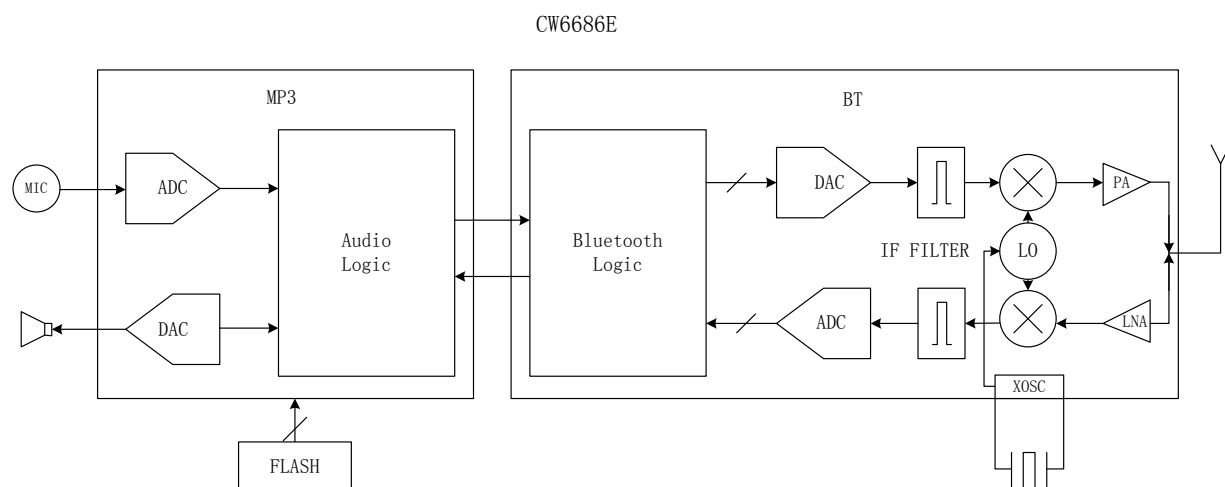 CW6686E
MP3
BT
MIC
ADC
Audio
Logic
DAC
FLASH
Bluetooth
Logic
DAC
PA
IF FILTER
LO
ADC
LNA
XOSC